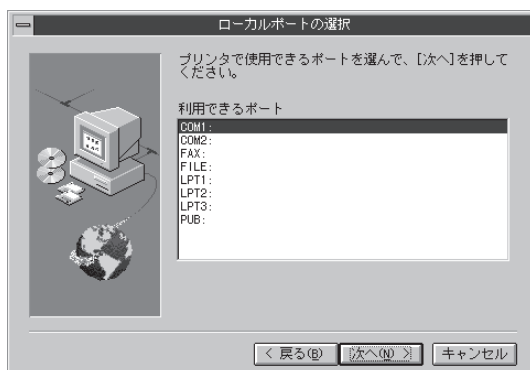 ローカルポートの選択
プリンタで使用できるポートを選んで、[次へ]を押して
ください。
利用できるポート
COM1:
COM2:
FAX:
FILE:
LPT1:
LPT2:
LPT3:
PUB:
< 戻る(B)
次へ(N) >
キャンセル